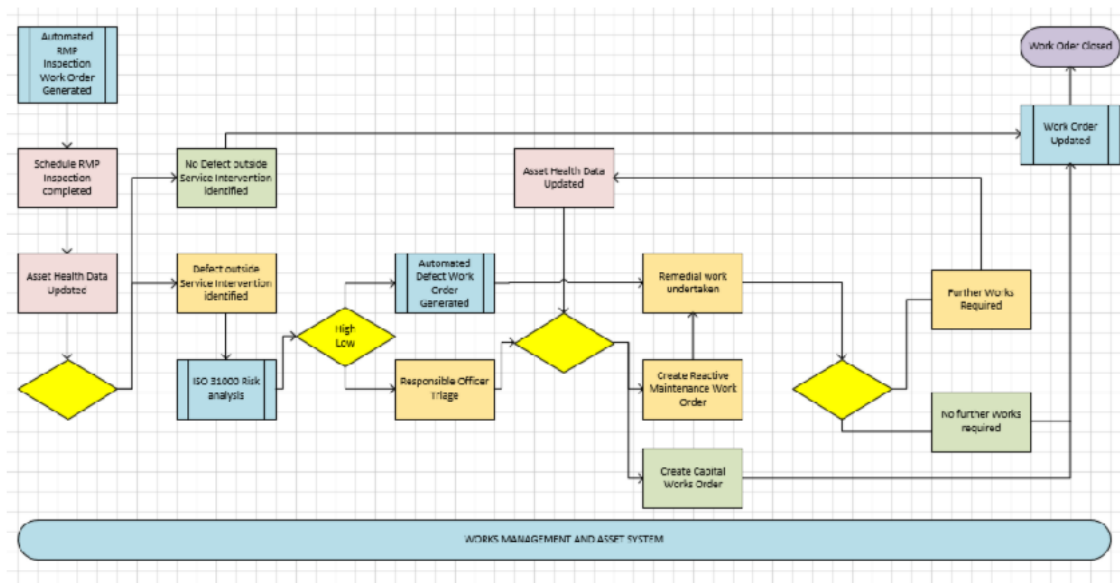 Automated
RMP
Inspection
Work Order
Generated
Work Oder Closed
Work Order
Updated
Schedule RMP
Inspection
completed
No Defect outside
Service Intervention
identified
Asset Health Data
Updated
Asset Health Data
Updated
Defect outside
Service Intervention
identified
Automated
Defect Work
Order
Generated
Remedial work
undertaken
Further Works
Required
High
Low
ISO 31000 Risk
analysis
Responsible Officer
Triage
Create Reactive
Maintenance Work
Order
No further Works
required
Create Capital
Works Order
WORKS MANAGEMENT AND ASSET SYSTEM